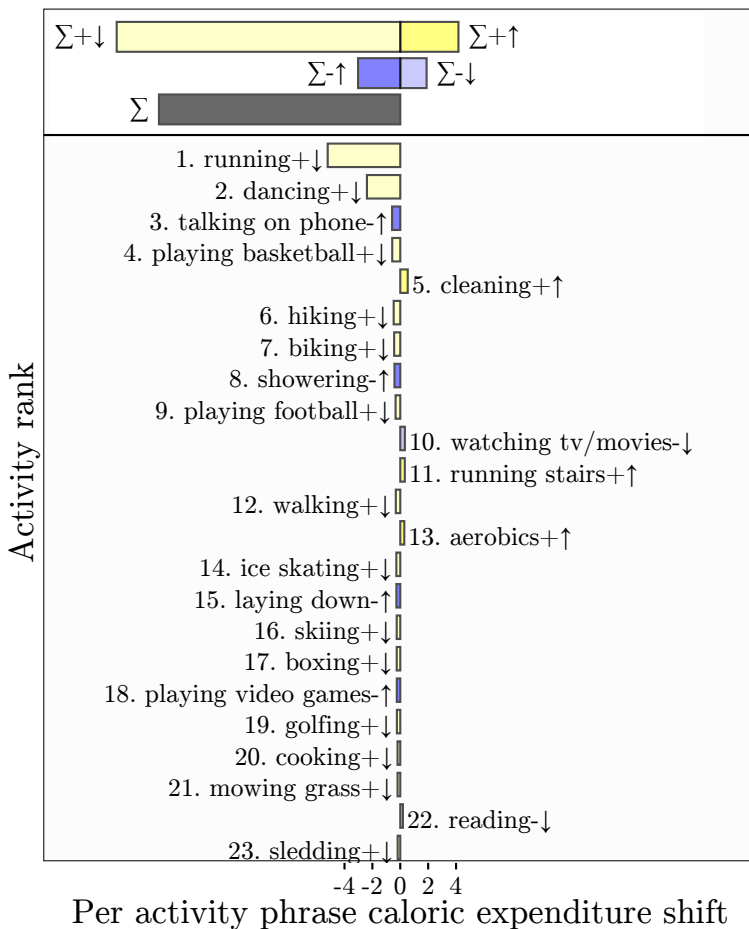 ∑+↓ ∑+↑
∑-↑ ∑-↓
∑
1. running+↓
2. dancing+↓
3. talking on phone-↑
4. playing basketball+↓
5. cleaning+↑
6. hiking+↓
7. biking+↓
8. showering-↑
9. playing football+↓
10. watching tv/movies-↓
11. running stairs+↑
12. walking+↓
13. aerobics+↑
14. ice skating+↓
15. laying down-↑
16. skiing+↓
17. boxing+↓
18. playing video games-↑
19. golfing+↓
20. cooking+↓
21. mowing grass+↓
22. reading-↓
23. sledding+↓
Activity rank
-4 -2 0 2 4
Per activity phrase caloric expenditure shift